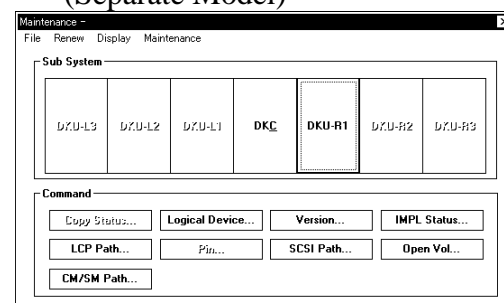 (Separate Model)
Maintenance -
File Renew Display Maintenance
Sub System
DKU-L3 DKU-L2 DKU-L1 DKC DKU-R1 DKU-R2 DKU-R3
Command
Copy Status... Logical Device... Version... IMPL Status...
LCP Path... Pin... SCSI Path... Open Vol...
CM/SM Path...